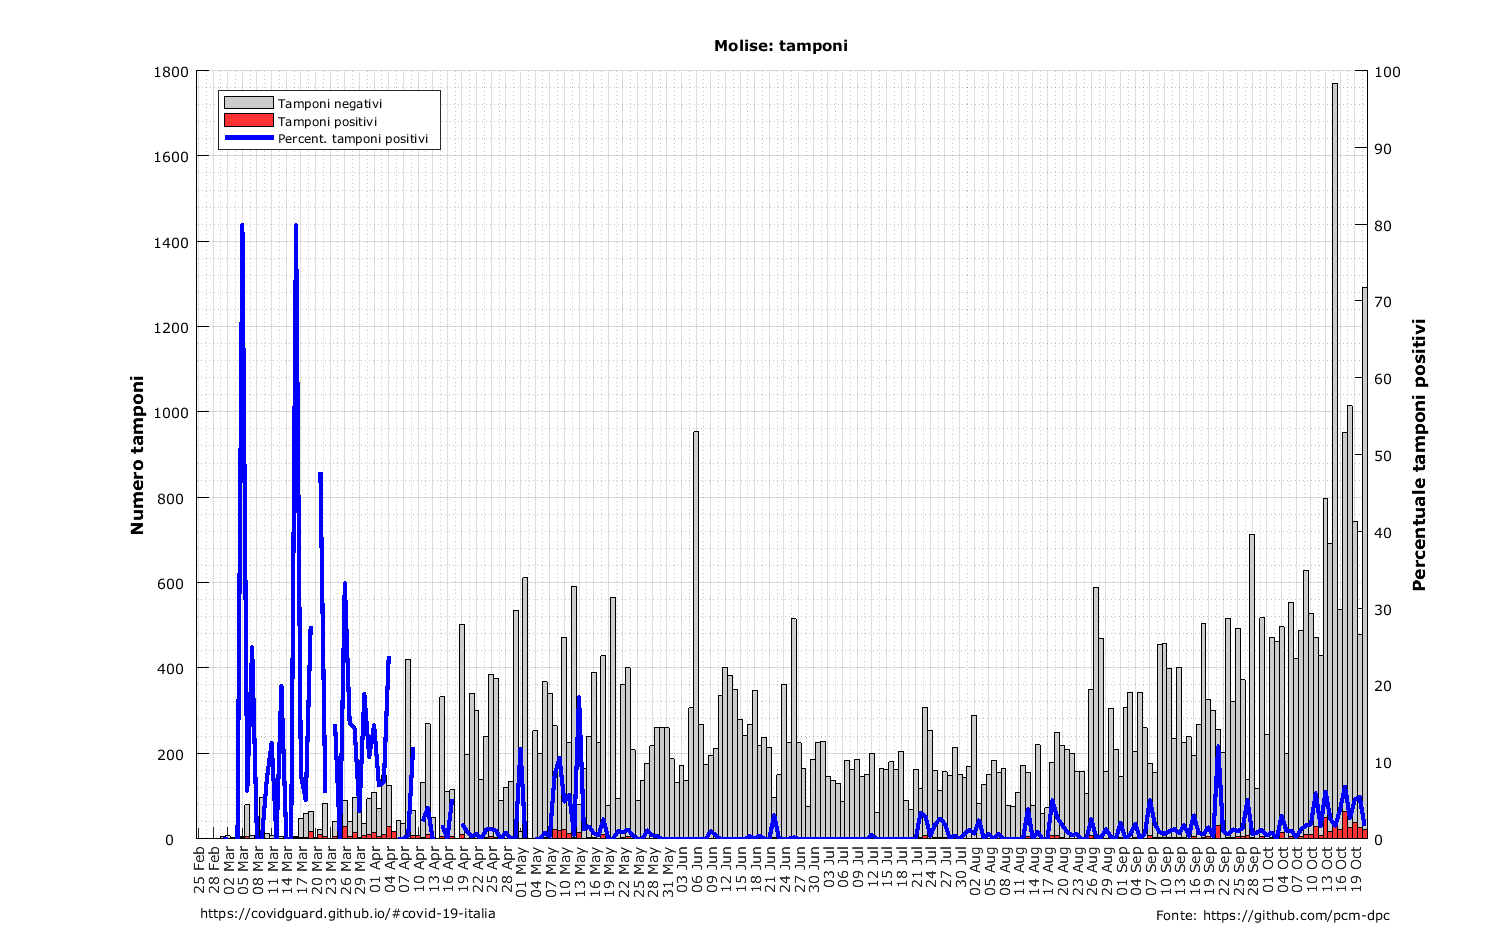 Molise: tamponi
Tamponi negativi
Tamponi positivi
Percent. tamponi positivi
Numero tamponi
0
200
400
600
800
1000
1200
1400
1600
1800
Percentuale tamponi positivi
0
10
20
30
40
50
60
70
80
90
100
25 Feb
28 Feb
02 Mar
05 Mar
08 Mar
11 Mar
14 Mar
17 Mar
20 Mar
23 Mar
26 Mar
29 Mar
01 Apr
04 Apr
07 Apr
10 Apr
13 Apr
16 Apr
19 Apr
22 Apr
25 Apr
28 Apr
01 May
04 May
07 May
10 May
13 May
16 May
19 May
22 May
25 May
28 May
31 May
03 Jun
06 Jun
09 Jun
12 Jun
15 Jun
18 Jun
21 Jun
24 Jun
27 Jun
30 Jun
03 Jul
06 Jul
09 Jul
12 Jul
15 Jul
18 Jul
21 Jul
24 Jul
27 Jul
30 Jul
02 Aug
05 Aug
08 Aug
11 Aug
14 Aug
17 Aug
20 Aug
23 Aug
26 Aug
29 Aug
01 Sep
04 Sep
07 Sep
10 Sep
13 Sep
16 Sep
19 Sep
22 Sep
25 Sep
28 Sep
01 Oct
04 Oct
07 Oct
10 Oct
13 Oct
16 Oct
19 Oct
https://covidguard.github.io/#covid-19-italia
Fonte: https://github.com/pcm-dpc